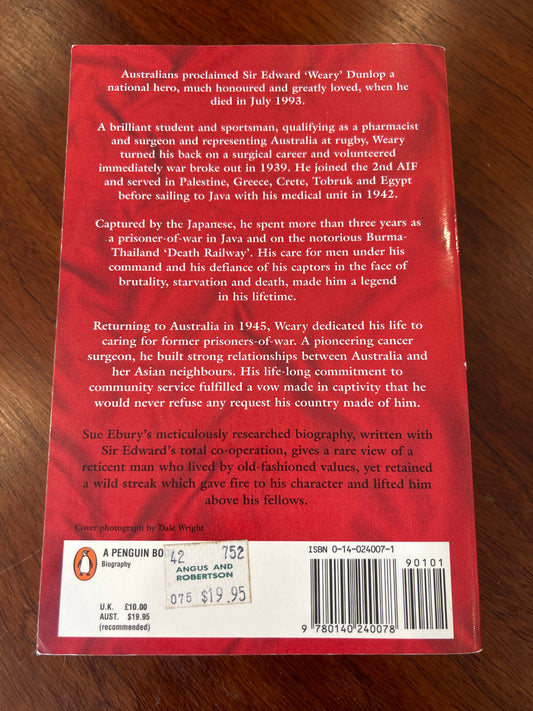 Australians proclaimed Sir Edward ‘Weary’ Dunlop a
national hero, much honoured and greatly loved, when he
died in July 1993.
A brilliant student and sportsman, qualifying as a pharmacist
and surgeon and representing Australia at rugby, Weary
turned his back on a surgical career and volunteered
immediately war broke out in 1939. He joined the 2nd AIF
and served in Palestine, Greece, Crete, Tobruk and Egypt
before sailing to Java with his medical unit in 1942.
Captured by the Japanese, he spent more than three years as
a prisoner-of-war in Java and on the notorious Burma-
Thailand ‘Death Railway’. His care for men under his
command and his defiance of his captors in the face of
brutality, starvation and death, made him a legend
in his lifetime.
Returning to Australia in 1945, Weary dedicated his life to
caring for former prisoners-of-war. A pioneering cancer
surgeon, he built strong relationships between Australia and
her Asian neighbours. His life-long commitment to
community service fulfilled a vow made in captivity that he
would never refuse any request his country made of him.
Sue Ebury's meticulously researched biography, written with
Sir Edward's total co-operation, gives a rare view of a
reticent man who lived by old-fashioned values, yet retained
a wild streak which gave fire to his character and lifted him
above his fellows.
Cover photograph by Dale Wright
A PENGUIN BO
Biography
U.K. £10.00
AUST. $19.95
(recommended)
42 752
ANGUS AND
ROBERTSON
075 $19.95
ISBN 0-14-024007-1
90101
9 780140 240078